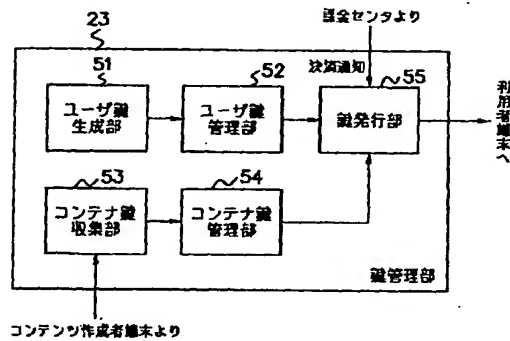 課金センタより
23
51
ユーザ鍵
生成部
52
ユーザ鍵
管理部
決済通知
55
鍵発行部
利用者端末へ
53
コンテナ鍵
収集部
54
コンテナ鍵
管理部
鍵管理部
コンテンツ作成者端末より